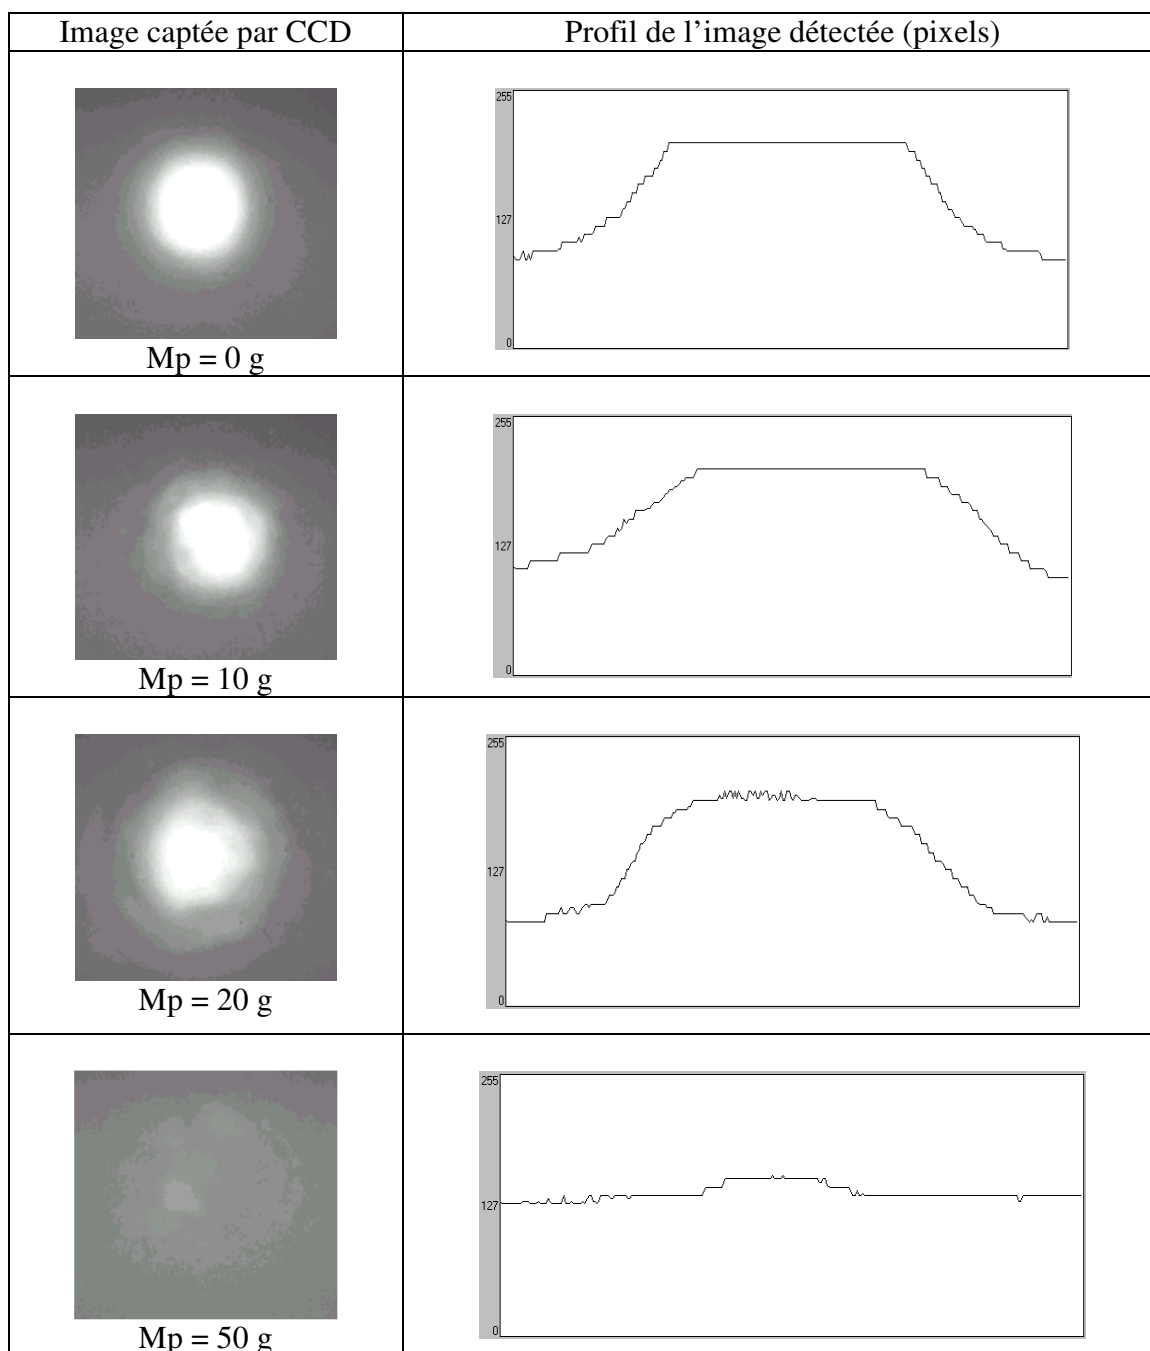 Image captée par CCD
Profil de l'image détectée (pixels)
255
127
0
Mp = 0 g
255
127
0
Mp = 10 g
255
127
0
Mp = 20 g
255
127
0
Mp = 50 g